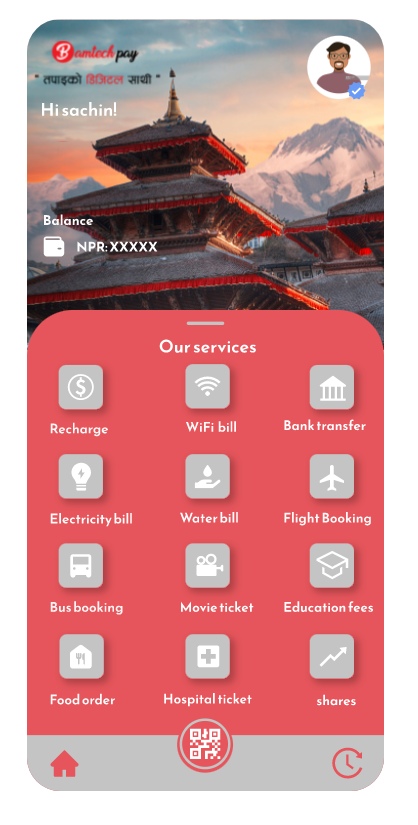 Bamtech pay
" तपाइको डिजिटल साथी "
Hi sachin!
Balance
NPR:XXXXX
Our services
Recharge
WiFi bill
Bank transfer
Electricity bill
Water bill
Flight Booking
Bus booking
Movie ticket
Education fees
Food order
Hospital ticket
shares